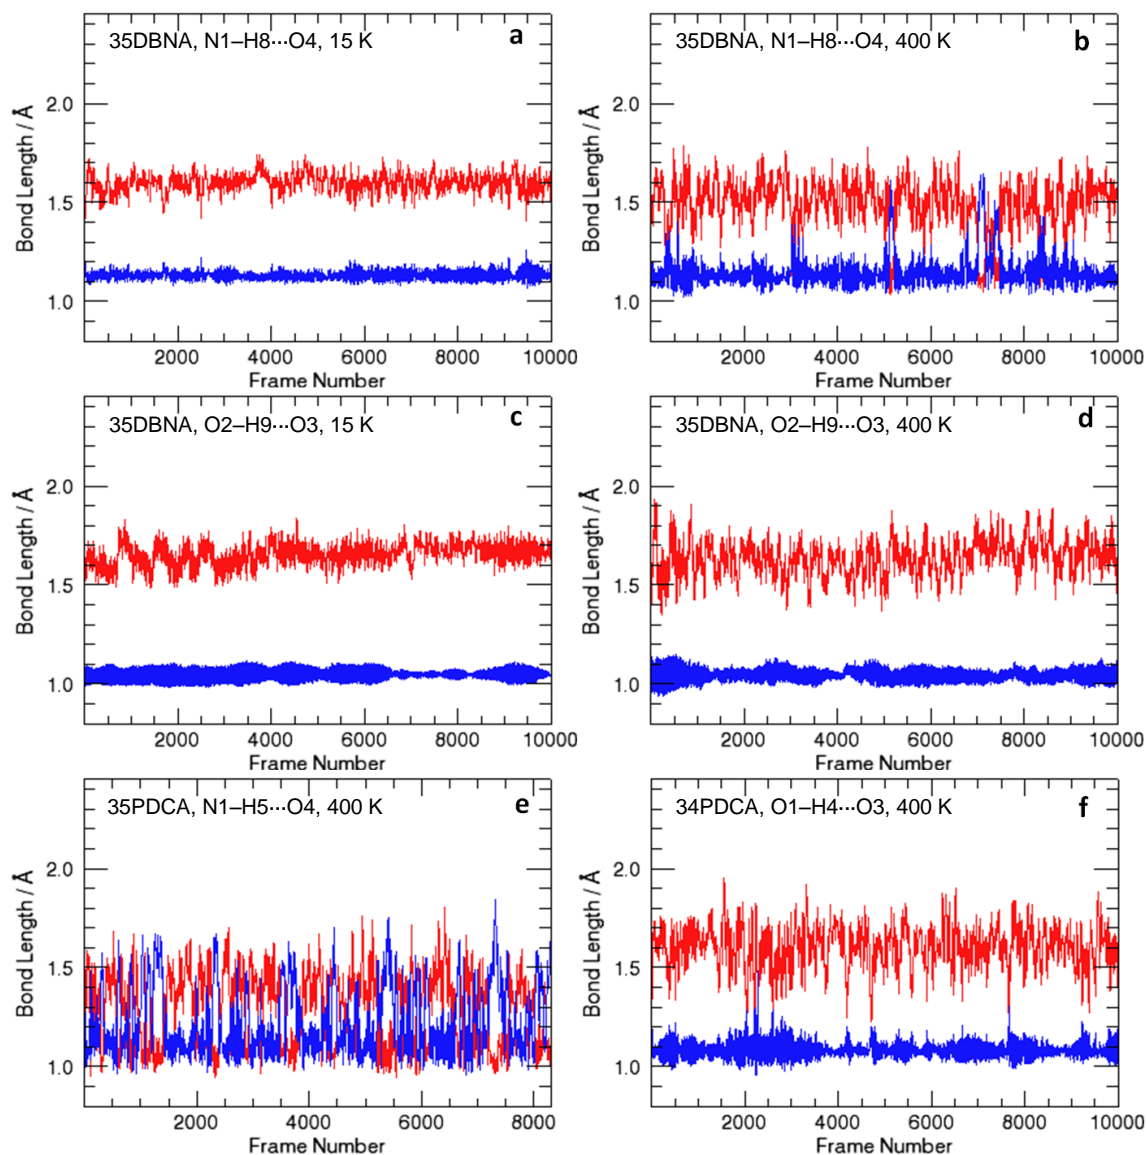 35DBNA, N1–H8···O4, 15 K
a
2.0
1.5
1.0
Bond Length / Å
2000 4000 6000 8000 10000
Frame Number
35DBNA, N1–H8···O4, 400 K
b
2.0
1.5
1.0
Bond Length / Å
2000 4000 6000 8000 10000
Frame Number
35DBNA, O2–H9···O3, 15 K
c
2.0
1.5
1.0
Bond Length / Å
2000 4000 6000 8000 10000
Frame Number
35DBNA, O2–H9···O3, 400 K
d
2.0
1.5
1.0
Bond Length / Å
2000 4000 6000 8000 10000
Frame Number
35PDCA, N1–H5···O4, 400 K
e
2.0
1.5
1.0
Bond Length / Å
2000 4000 6000 8000
Frame Number
34PDCA, O1–H4···O3, 400 K
f
2.0
1.5
1.0
Bond Length / Å
2000 4000 6000 8000 10000
Frame Number